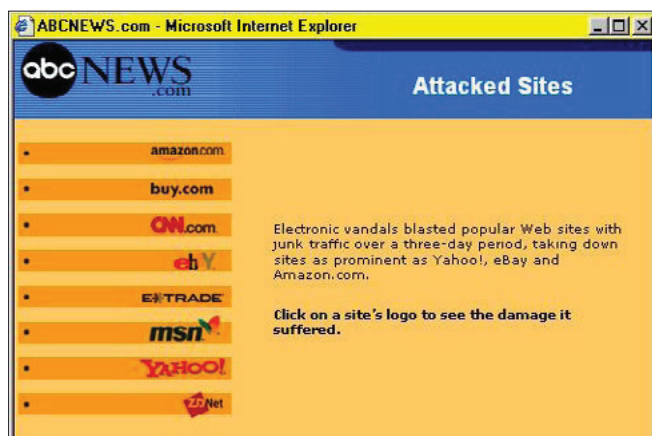 ABCNEWS.com - Microsoft Internet Explorer
abc NEWS
.com
Attacked Sites
amazon.com
buy.com
CNN.com
ebY
E*TRADE
msn
YAHOO!
ZDNet
Electronic vandals blasted popular Web sites with
junk traffic over a three-day period, taking down
sites as prominent as Yahoo!, eBay and
Amazon.com.
Click on a site's logo to see the damage it
suffered.